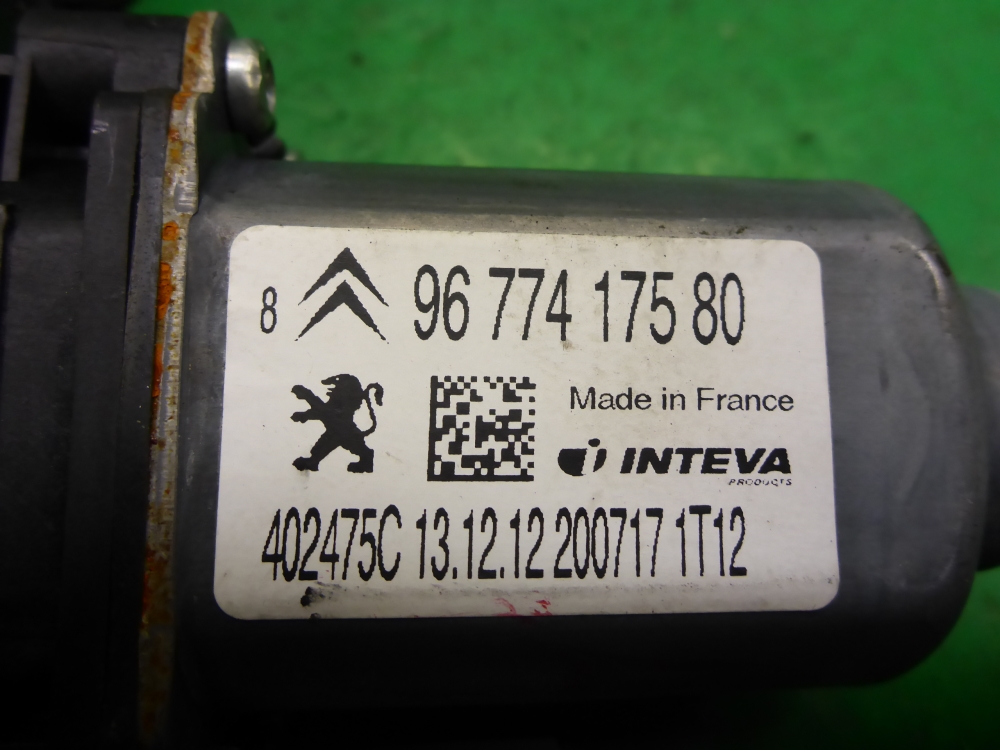 8 96 774 175 80
Made in France
INTEVA
PRODUCTS
402475C 13.12.12 200717 1T12